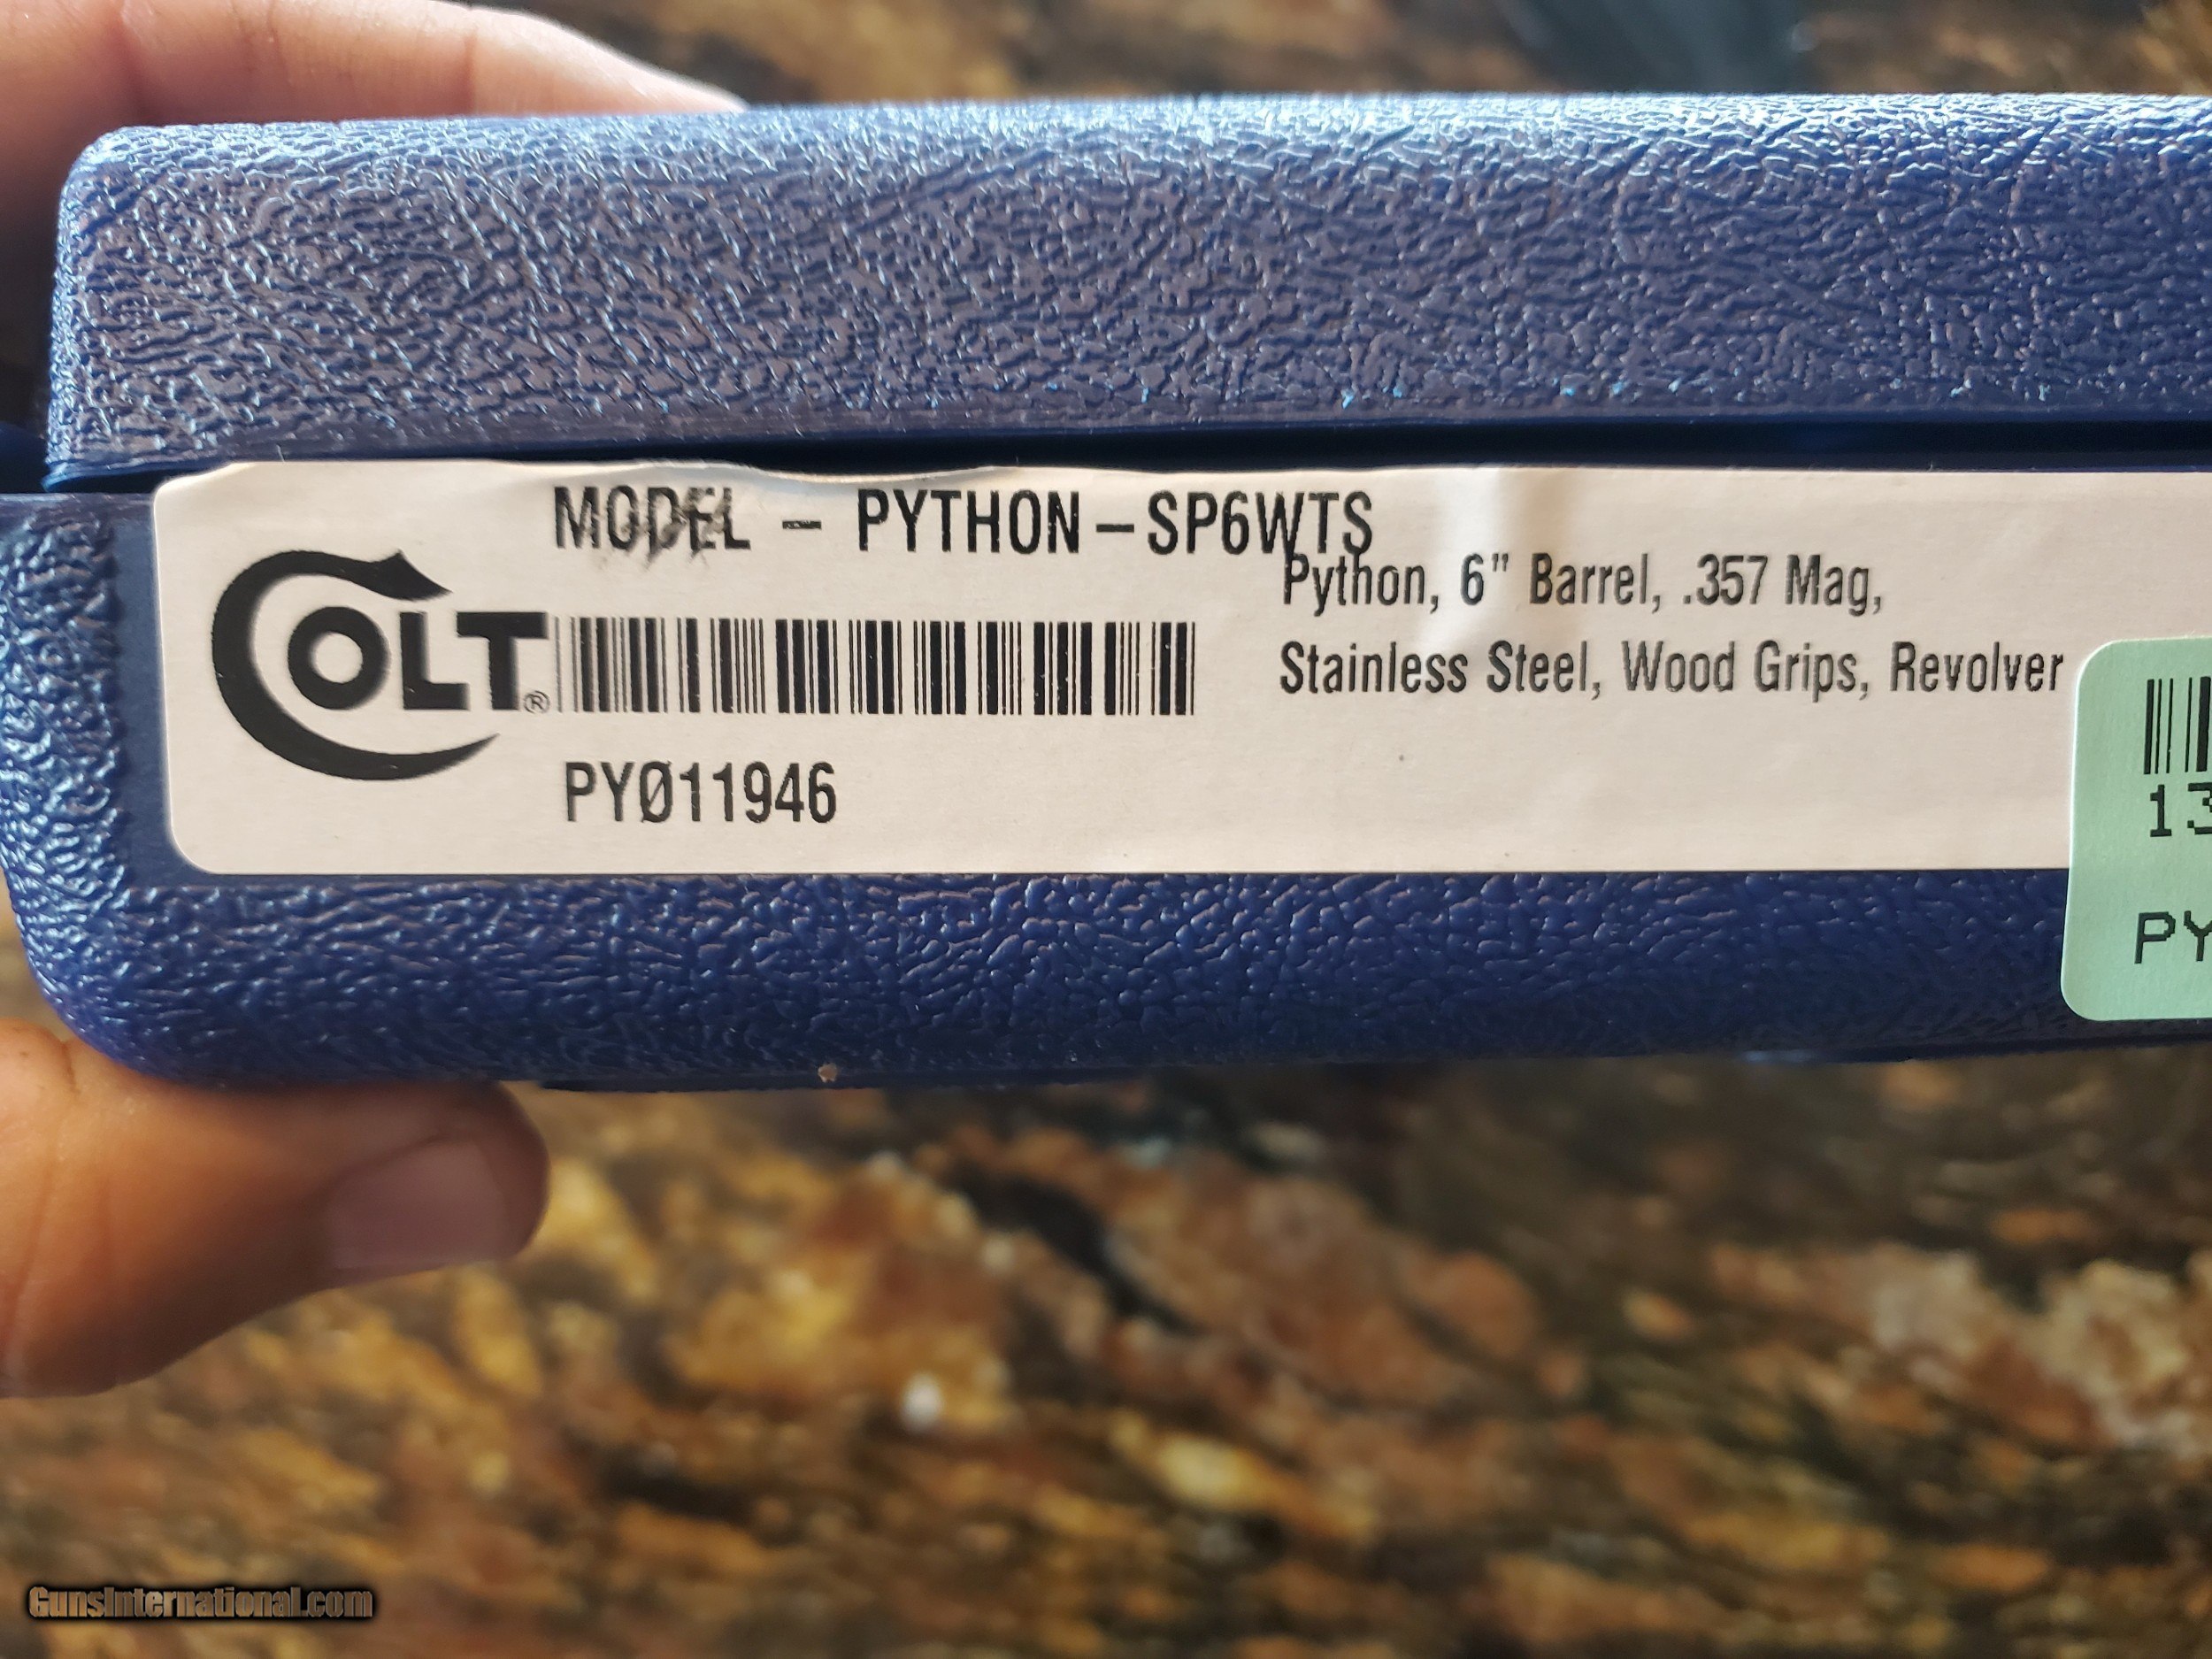 MODEL - PYTHON-SP6WTS
Python, 6" Barrel, .357 Mag,
Stainless Steel, Wood Grips, Revolver
COLT®
PYØ11946
13
PY
GunsInternational.com